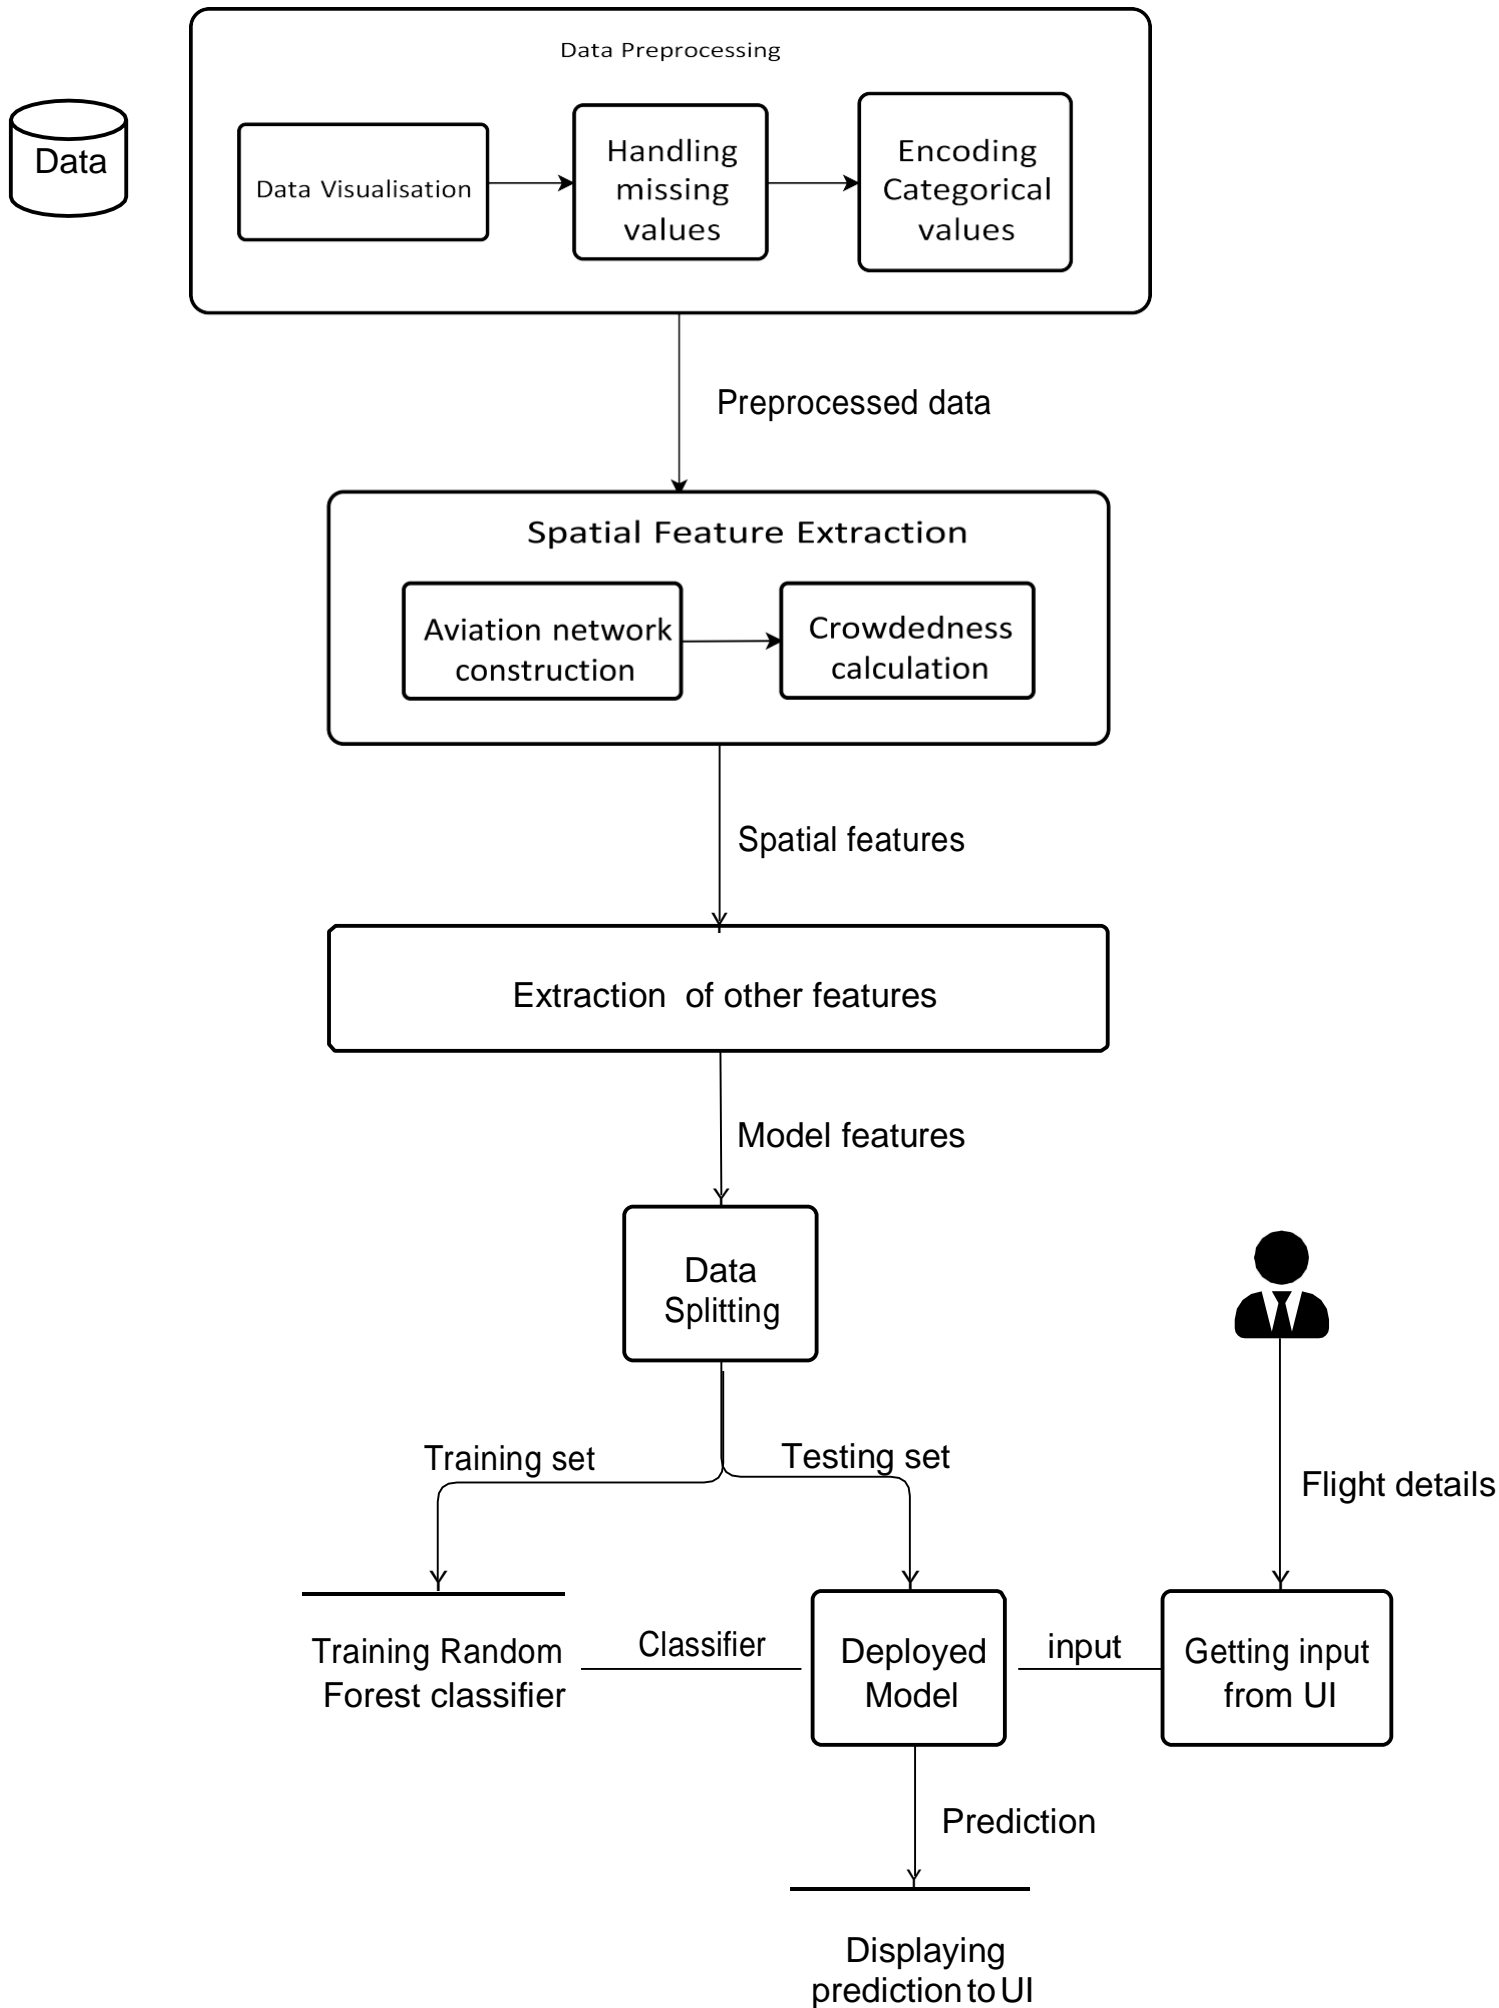 Data Preprocessing
Data
Data Visualisation
Handling
missing
values
Encoding
Categorical
values
Preprocessed data
Spatial Feature Extraction
Aviation network
construction
Crowdedness
calculation
Spatial features
Extraction of other features
Model features
Data
Splitting
Training set
Testing set
Flight details
Training Random
Forest classifier
Classifier
Deployed
Model
input
Getting input
from UI
Prediction
Displaying
prediction to UI